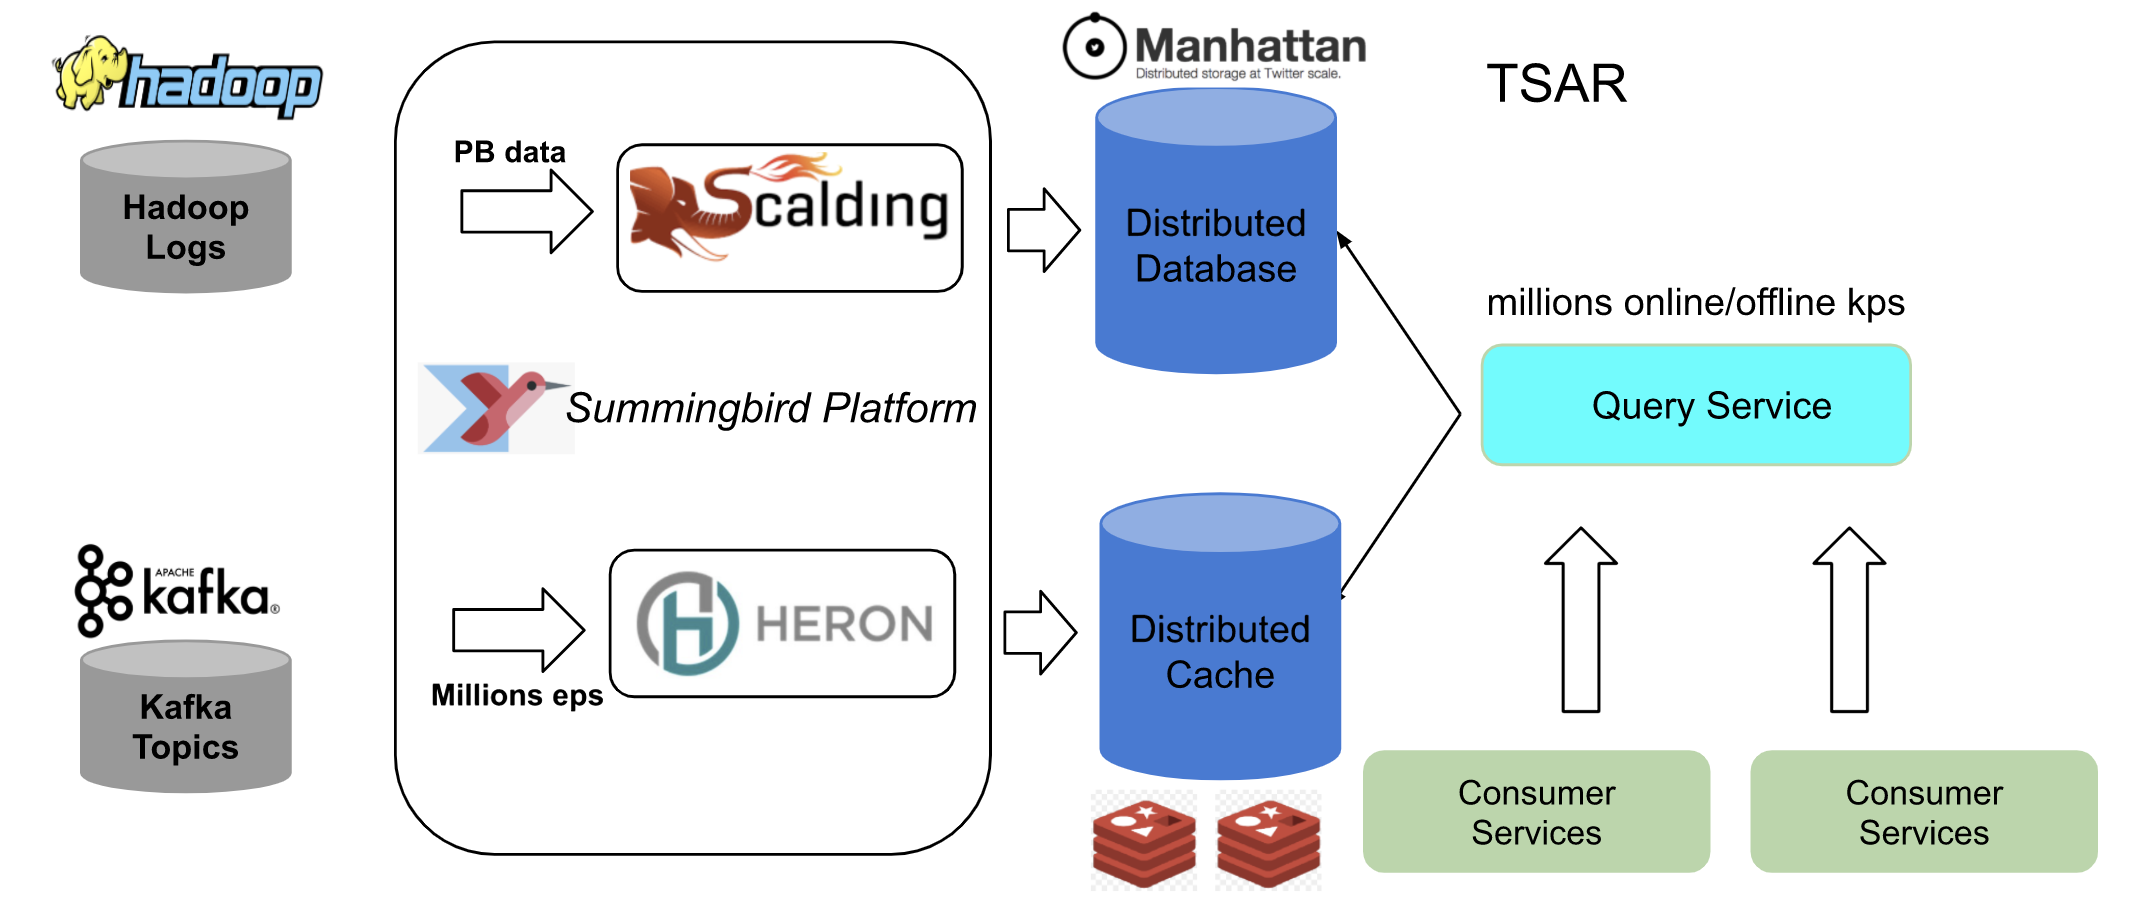 hadoop
Hadoop
Logs
PB data
Scalding
Manhattan
Distributed storage at Twitter scale.
TSAR
Distributed
Database
millions online/offline kps
Query Service
Summingbird Platform
APACHE
kafka®
Kafka
Topics
Millions eps
HERON
Distributed
Cache
Consumer
Services
Consumer
Services